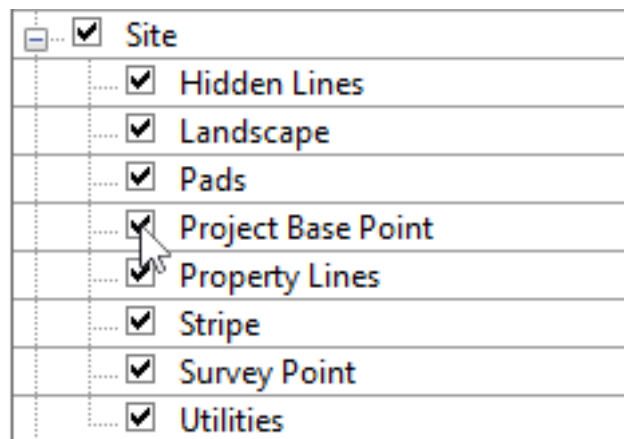 Site
Hidden Lines
Landscape
Pads
Project Base Point
Property Lines
Stripe
Survey Point
Utilities